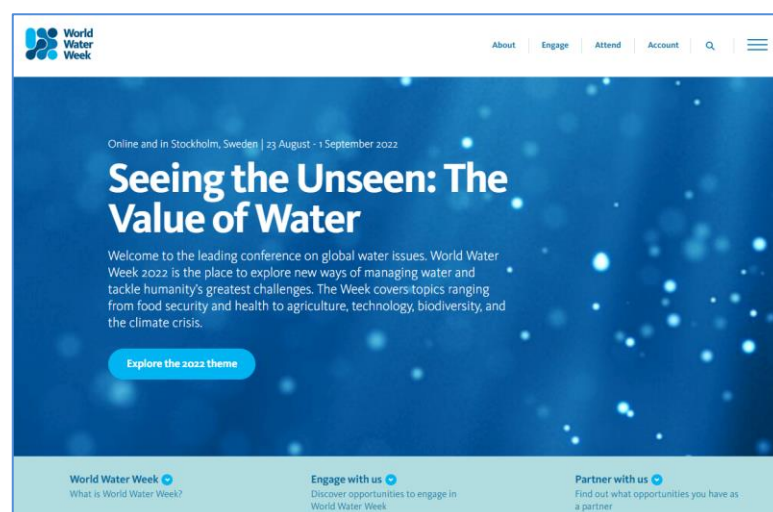 World
Water
Week
About Engage Attend Account
Online and in Stockholm, Sweden | 23 August - 1 September 2022
Seeing the Unseen: The
Value of Water
Welcome to the leading conference on global water issues. World Water
Week 2022 is the place to explore new ways of managing water and
tackle humanity's greatest challenges. The Week covers topics ranging
from food security and health to agriculture, technology, biodiversity, and
the climate crisis.
Explore the 2022 theme
World Water Week
What is World Water Week?
Engage with us
Discover opportunities to engage in
World Water Week
Partner with us
Find out what opportunities you have as
a partner